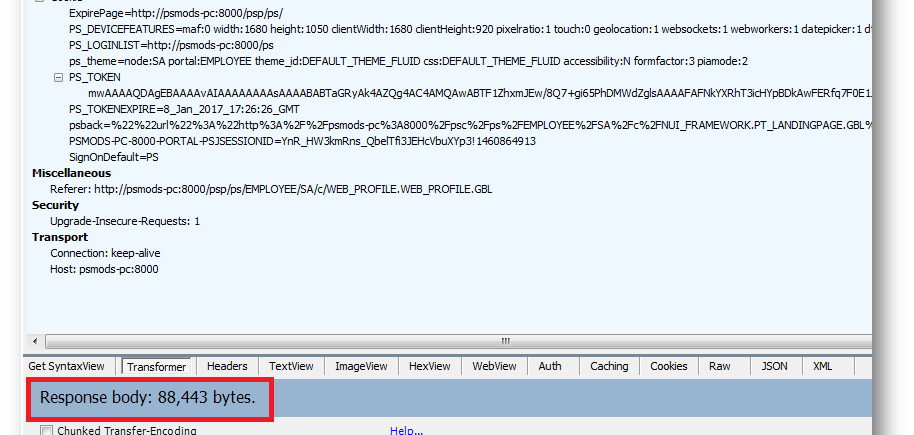 ExpirePage=http://psmods-pc:8000/psp/ps/
PS_DEVICEFEATURES=maf:0 width:1680 height:1050 clientWidth:1680 clientHeight:920 pixelratio:1 touch:0 geolocation:1 websockets:1 webworkers:1 datepicker:1
PS_LOGINLIST=http://psmods-pc:8000/ps
ps_theme=node:SA portal:EMPLOYEE theme_id:DEFAULT_THEME_FLUID css:DEFAULT_THEME_FLUID accessibility:N formfactor:3 piamode:2
PS_TOKEN
PS_TOKENEXPIRE=8_Jan_2017_17:26:26_GMT
psback=%22%22url%22%3A%22http%3A%2F%2Fpsmods-pc%3A8000%2Fpsc%2Fps%2FEMPLOYEE%2FSA%2Fc%2FNUI_FRAMEWORK.PT_LANDINGPAGE.GBL%
PSMODS-PC-8000-PORTAL-PSJSESSIONID=YnR_HW3kmRns_QbelTfi3JEHcVbuXYp3!1460864913
SignOnDefault=PS
Miscellaneous
Referer: http://psmods-pc:8000/psp/ps/EMPLOYEE/SA/c/WEB_PROFILE.WEB_PROFILE.GBL
Security
Upgrade-Insecure-Requests: 1
Transport
Connection: keep-alive
Host: psmods-pc:8000
Get SyntaxView Transformer Headers TextView ImageView HexView WebView Auth Caching Cookies Raw JSON XML
Response body: 88,443 bytes.
Chunked Transfer-Encoding Help...